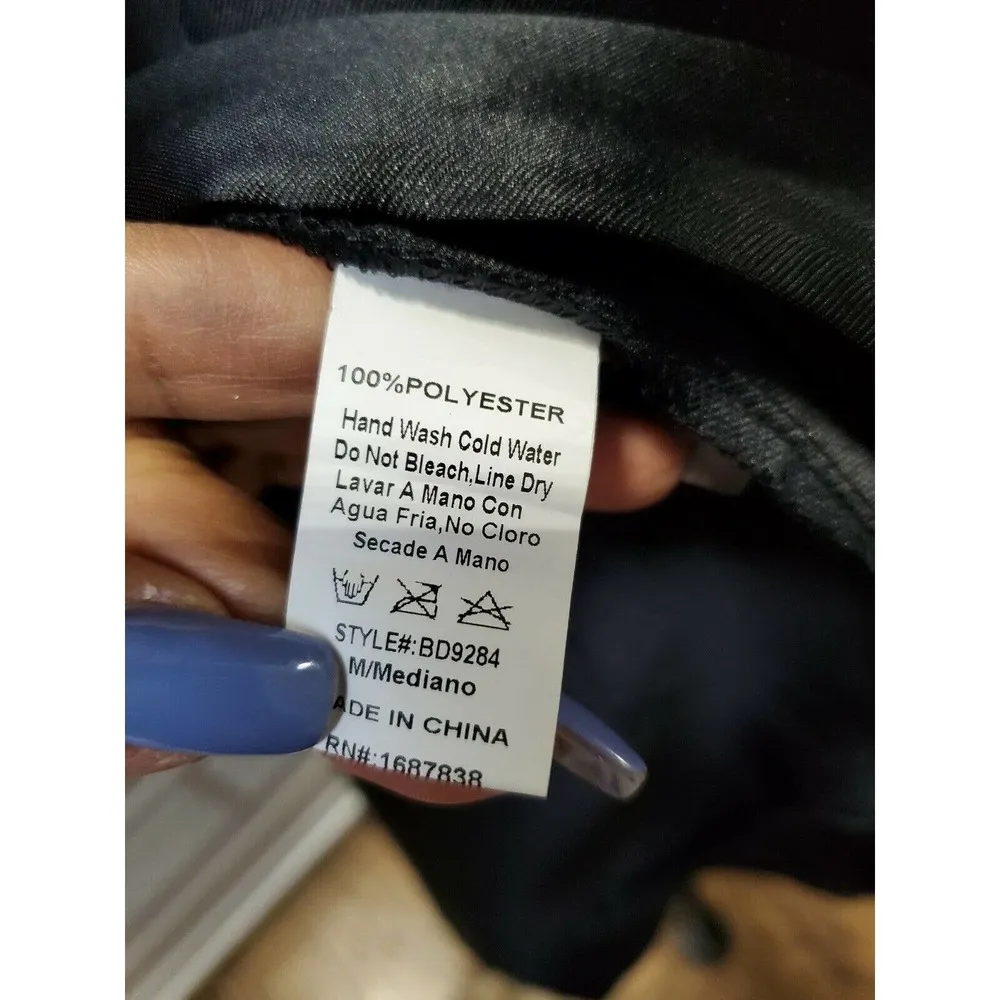 100%POLYESTER
Hand Wash Cold Water
Do Not Bleach,Line Dry
Lavar A Mano Con
Agua Fria,No Cloro
Secade A Mano
STYLE#:BD9284
M/Mediano
ADE IN CHINA
RN#:1687838